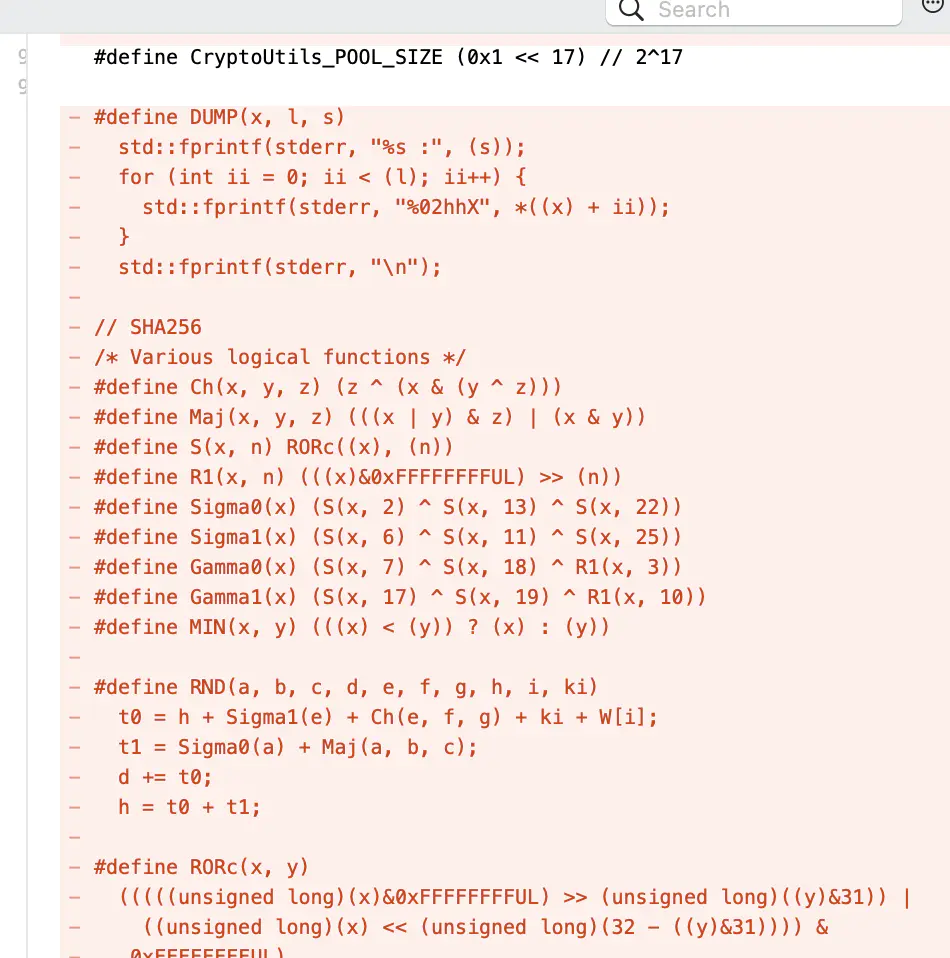 Search
#define CryptoUtils_POOL_SIZE (0x1 << 17) // 2^17
- #define DUMP(x, l, s)
-   std::fprintf(stderr, "%s :", (s));
-   for (int ii = 0; ii < (l); ii++) {
-     std::fprintf(stderr, "%02hhX", *((x) + ii));
-   }
-   std::fprintf(stderr, "\n");
-
- // SHA256
- /* Various logical functions */
- #define Ch(x, y, z) (z ^ (x & (y ^ z)))
- #define Maj(x, y, z) (((x | y) & z) | (x & y))
- #define S(x, n) RORc((x), (n))
- #define R1(x, n) (((x)&0xFFFFFFFFUL) >> (n))
- #define Sigma0(x) (S(x, 2) ^ S(x, 13) ^ S(x, 22))
- #define Sigma1(x) (S(x, 6) ^ S(x, 11) ^ S(x, 25))
- #define Gamma0(x) (S(x, 7) ^ S(x, 18) ^ R1(x, 3))
- #define Gamma1(x) (S(x, 17) ^ S(x, 19) ^ R1(x, 10))
- #define MIN(x, y) (((x) < (y)) ? (x) : (y))
-
- #define RND(a, b, c, d, e, f, g, h, i, ki)
-   t0 = h + Sigma1(e) + Ch(e, f, g) + ki + W[i];
-   t1 = Sigma0(a) + Maj(a, b, c);
-   d += t0;
-   h = t0 + t1;
-
- #define RORc(x, y)
-   (((((unsigned long)(x)&0xFFFFFFFFUL) >> (unsigned long)((y)&31)) |
-     ((unsigned long)(x) << (unsigned long)(32 - ((y)&31)))) &
-    0xFFFFFFFFUL)